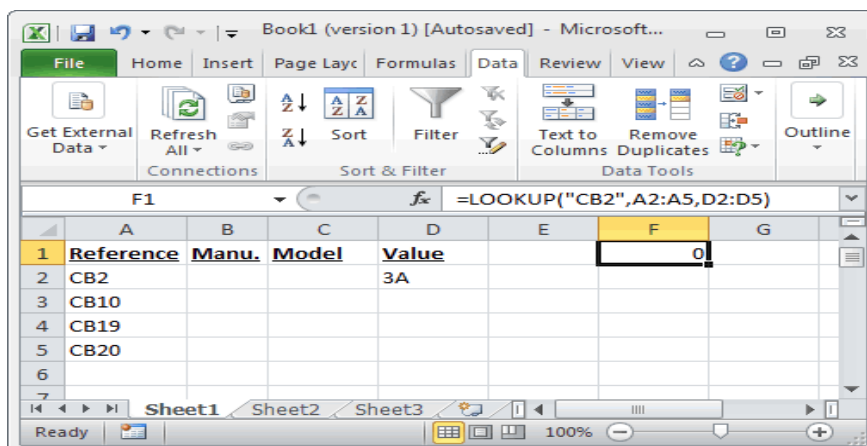 Book1 (version 1) [Autosaved] - Microsoft...
File Home Insert Page Layc Formulas Data Review View
Get External Data
Refresh All
Sort
Filter
Text to Columns
Remove Duplicates
Outline
Connections
Sort & Filter
Data Tools
F1 fx =LOOKUP("CB2",A2:A5,D2:D5)
A B C D E F G
1 Reference Manu. Model Value 0
2 CB2 3A
3 CB10
4 CB19
5 CB20
6
7
Sheet1 Sheet2 Sheet3
Ready 100%